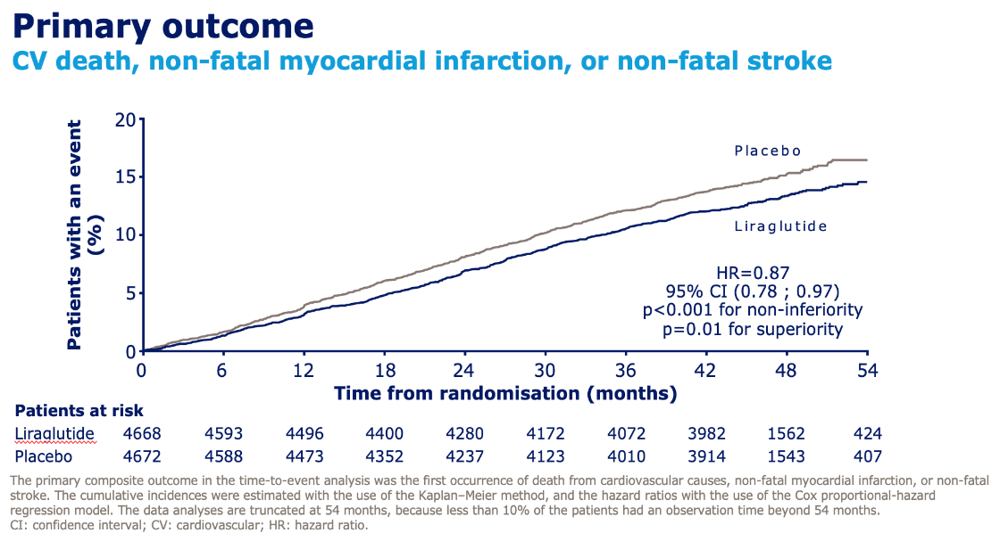 Primary outcome
CV death, non-fatal myocardial infarction, or non-fatal stroke
Patients with an event
(%)
20
15
10
5
0
Placebo
Liraglutide
HR=0.87
95% CI (0.78 ; 0.97)
p<0.001 for non-inferiority
p=0.01 for superiority
0 6 12 18 24 30 36 42 48 54
Time from randomisation (months)
Patients at risk
Liraglutide 4668 4593 4496 4400 4280 4172 4072 3982 1562 424
Placebo 4672 4588 4473 4352 4237 4123 4010 3914 1543 407
The primary composite outcome in the time-to-event analysis was the first occurrence of death from cardiovascular causes, non-fatal myocardial infarction, or non-fatal
stroke. The cumulative incidences were estimated with the use of the Kaplan–Meier method, and the hazard ratios with the use of the Cox proportional-hazard
regression model. The data analyses are truncated at 54 months, because less than 10% of the patients had an observation time beyond 54 months.
CI: confidence interval; CV: cardiovascular; HR: hazard ratio.